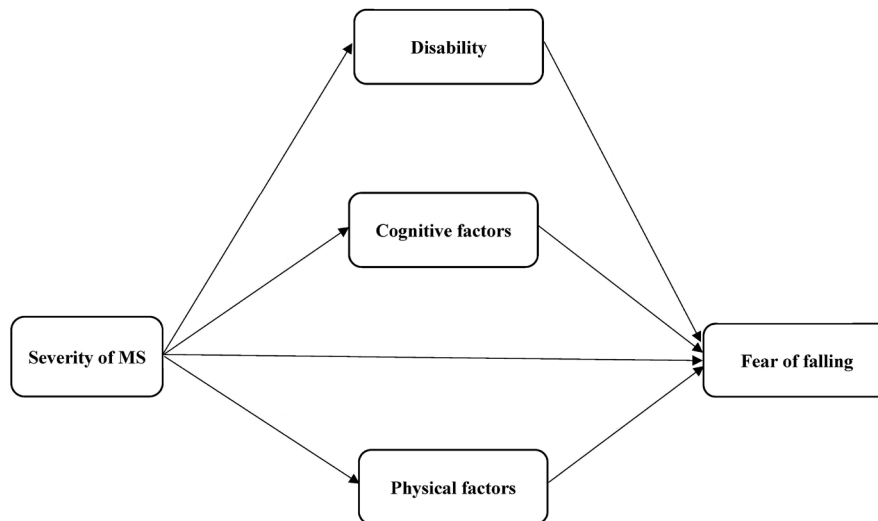 Disability
Cognitive factors
Severity of MS
Fear of falling
Physical factors